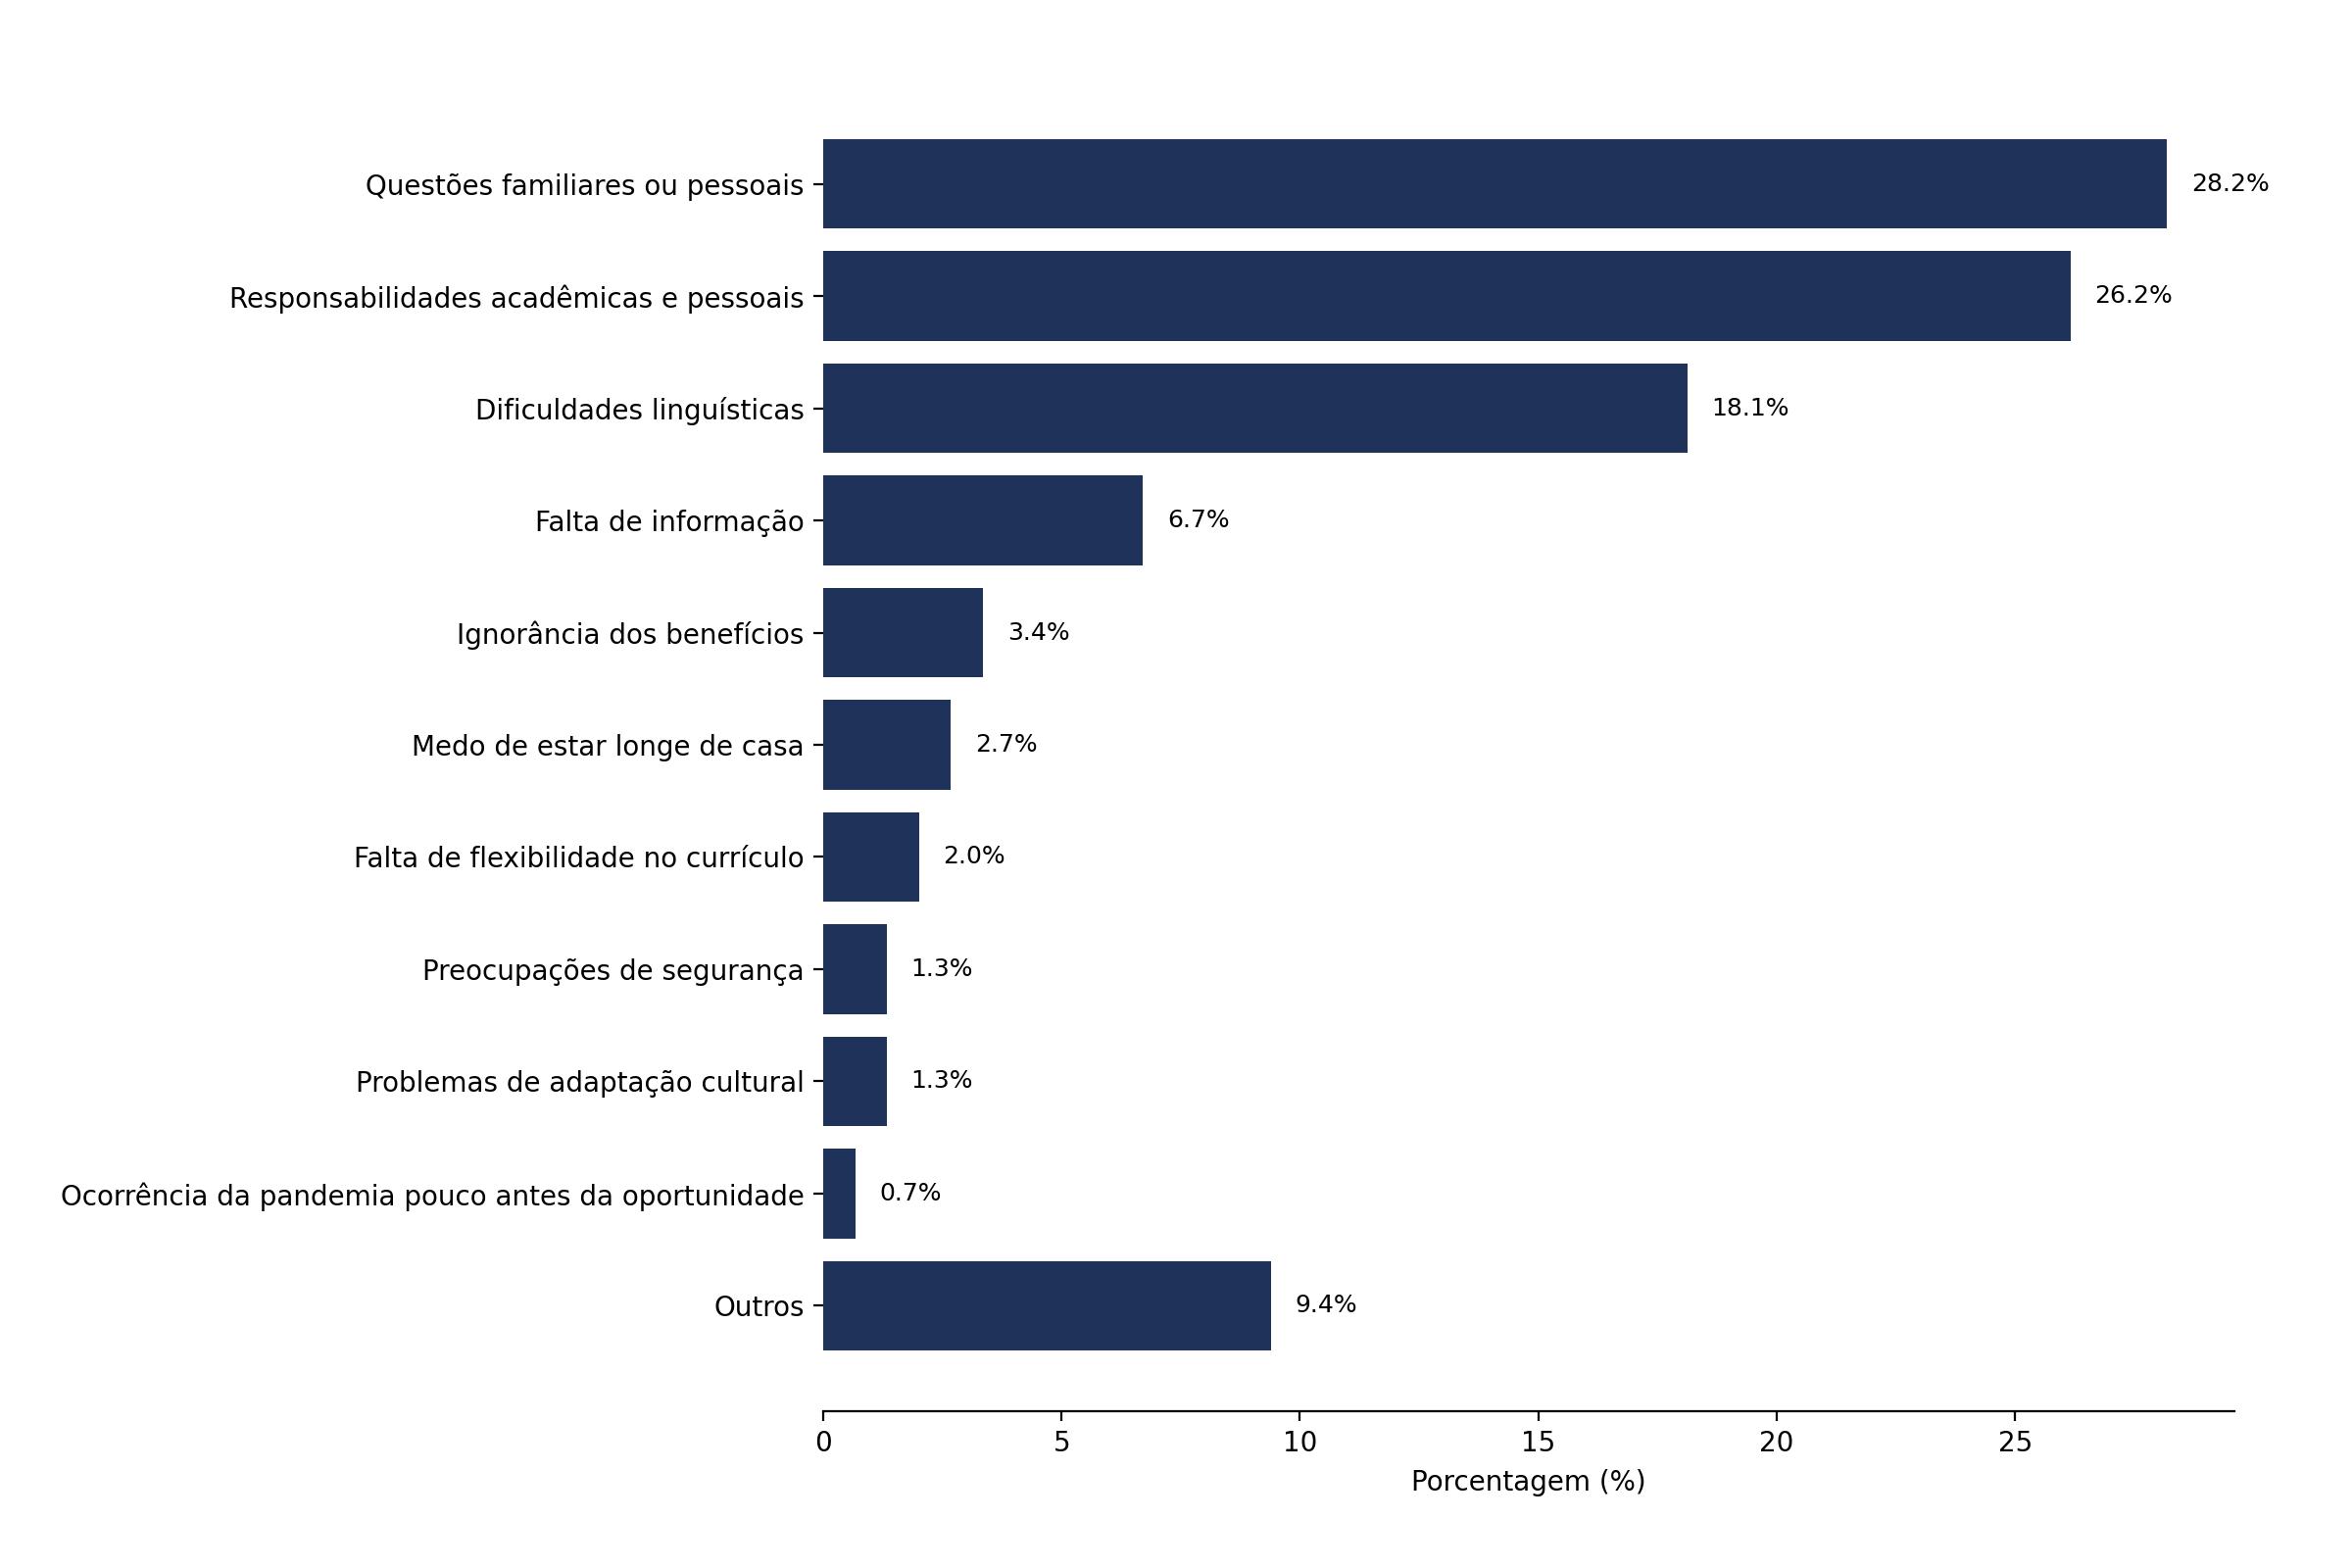 Questões familiares ou pessoais 28.2%
Responsabilidades acadêmicas e pessoais 26.2%
Dificuldades linguísticas 18.1%
Falta de informação 6.7%
Ignorância dos benefícios 3.4%
Medo de estar longe de casa 2.7%
Falta de flexibilidade no currículo 2.0%
Preocupações de segurança 1.3%
Problemas de adaptação cultural 1.3%
Ocorrência da pandemia pouco antes da oportunidade 0.7%
Outros 9.4%
0 5 10 15 20 25
Porcentagem (%)